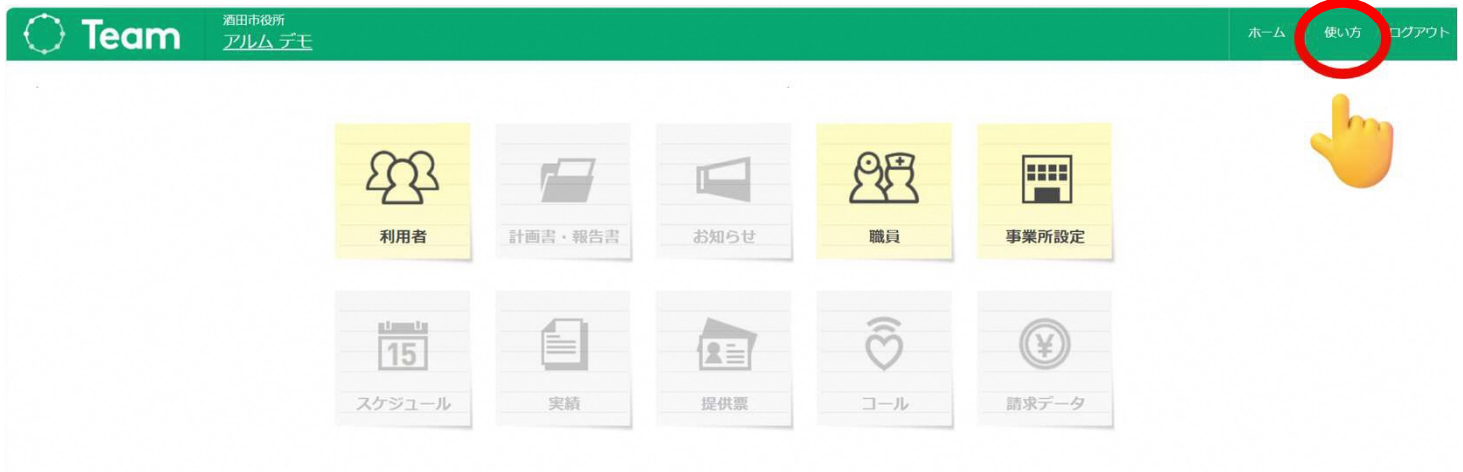 Team
酒田市役所
アルム デモ
ホーム
使い方
ログアウト
利用者
計画書・報告書
お知らせ
職員
事業所設定
15
スケジュール
実績
提供票
コール
¥
請求データ